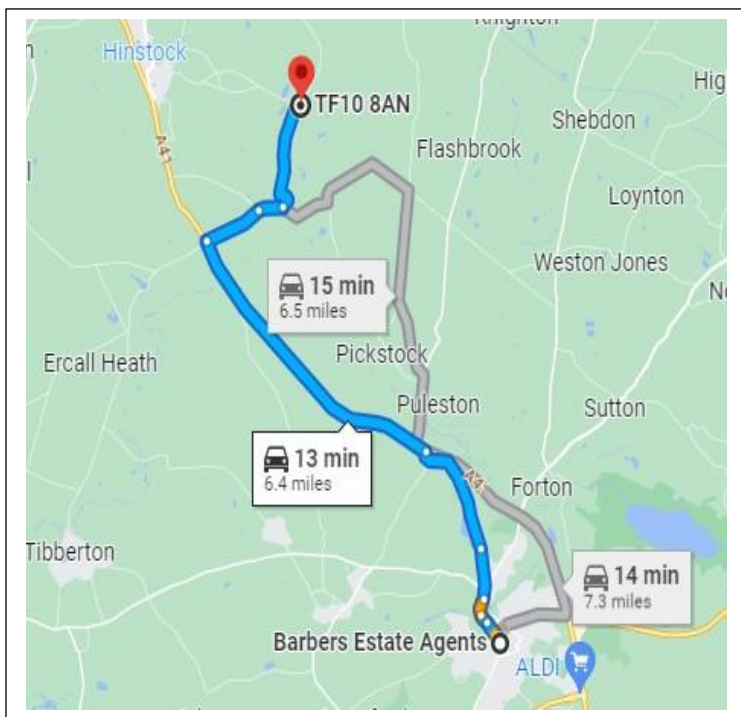 Hinstock
TF10 8AN
Hig
Shebdon
A41
Flashbrook
Loynton
15 min
6.5 miles
Weston Jones
Pickstock
Ercall Heath
Puleston
Sutton
13 min
6.4 miles
A4
Forton
Tibberton
14 min
7.3 miles
Barbers Estate Agents
ALDI